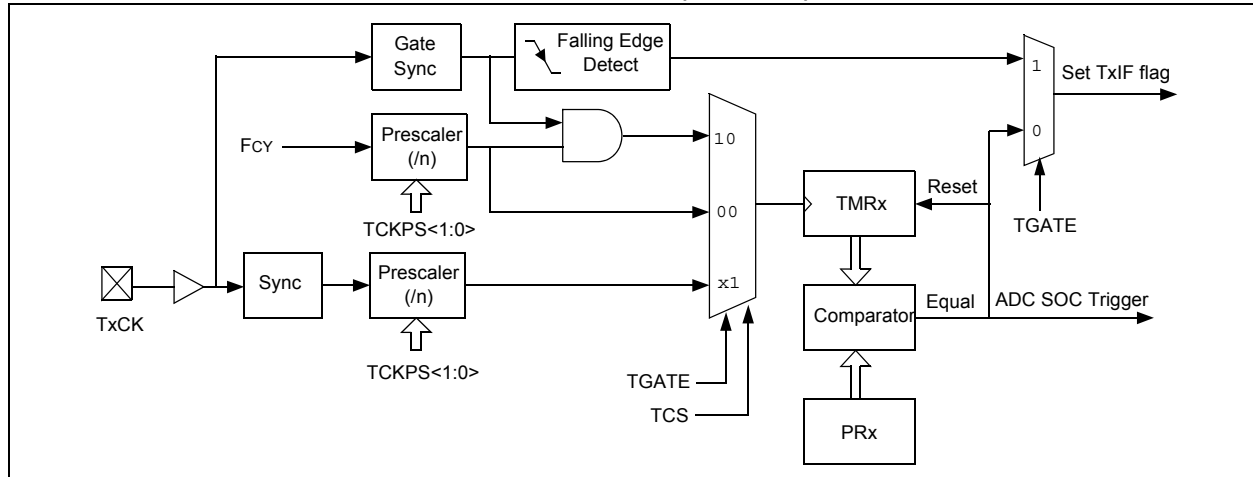 Gate
Sync
Falling Edge
Detect
1
Set TxIF flag
0
FCY
Prescaler
(/n)
10
TCKPS<1:0>
00
TMRx
Reset
TGATE
TxCK
Sync
Prescaler
(/n)
x1
Comparator
Equal
ADC SOC Trigger
TCKPS<1:0>
TGATE
TCS
PRx